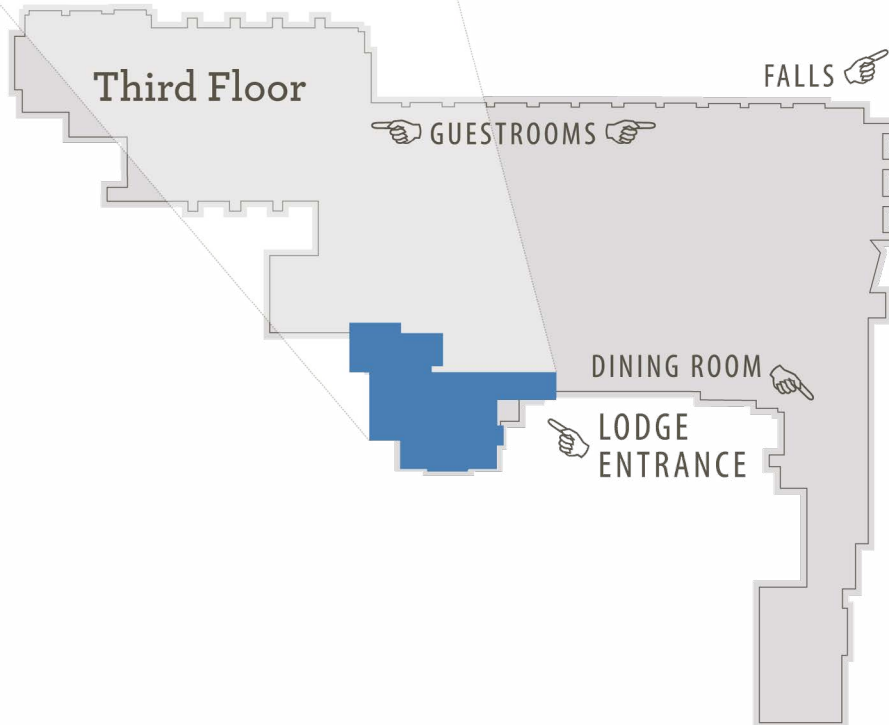 Third Floor
FALLS
GUESTROOMS
DINING ROOM
LODGE
ENTRANCE